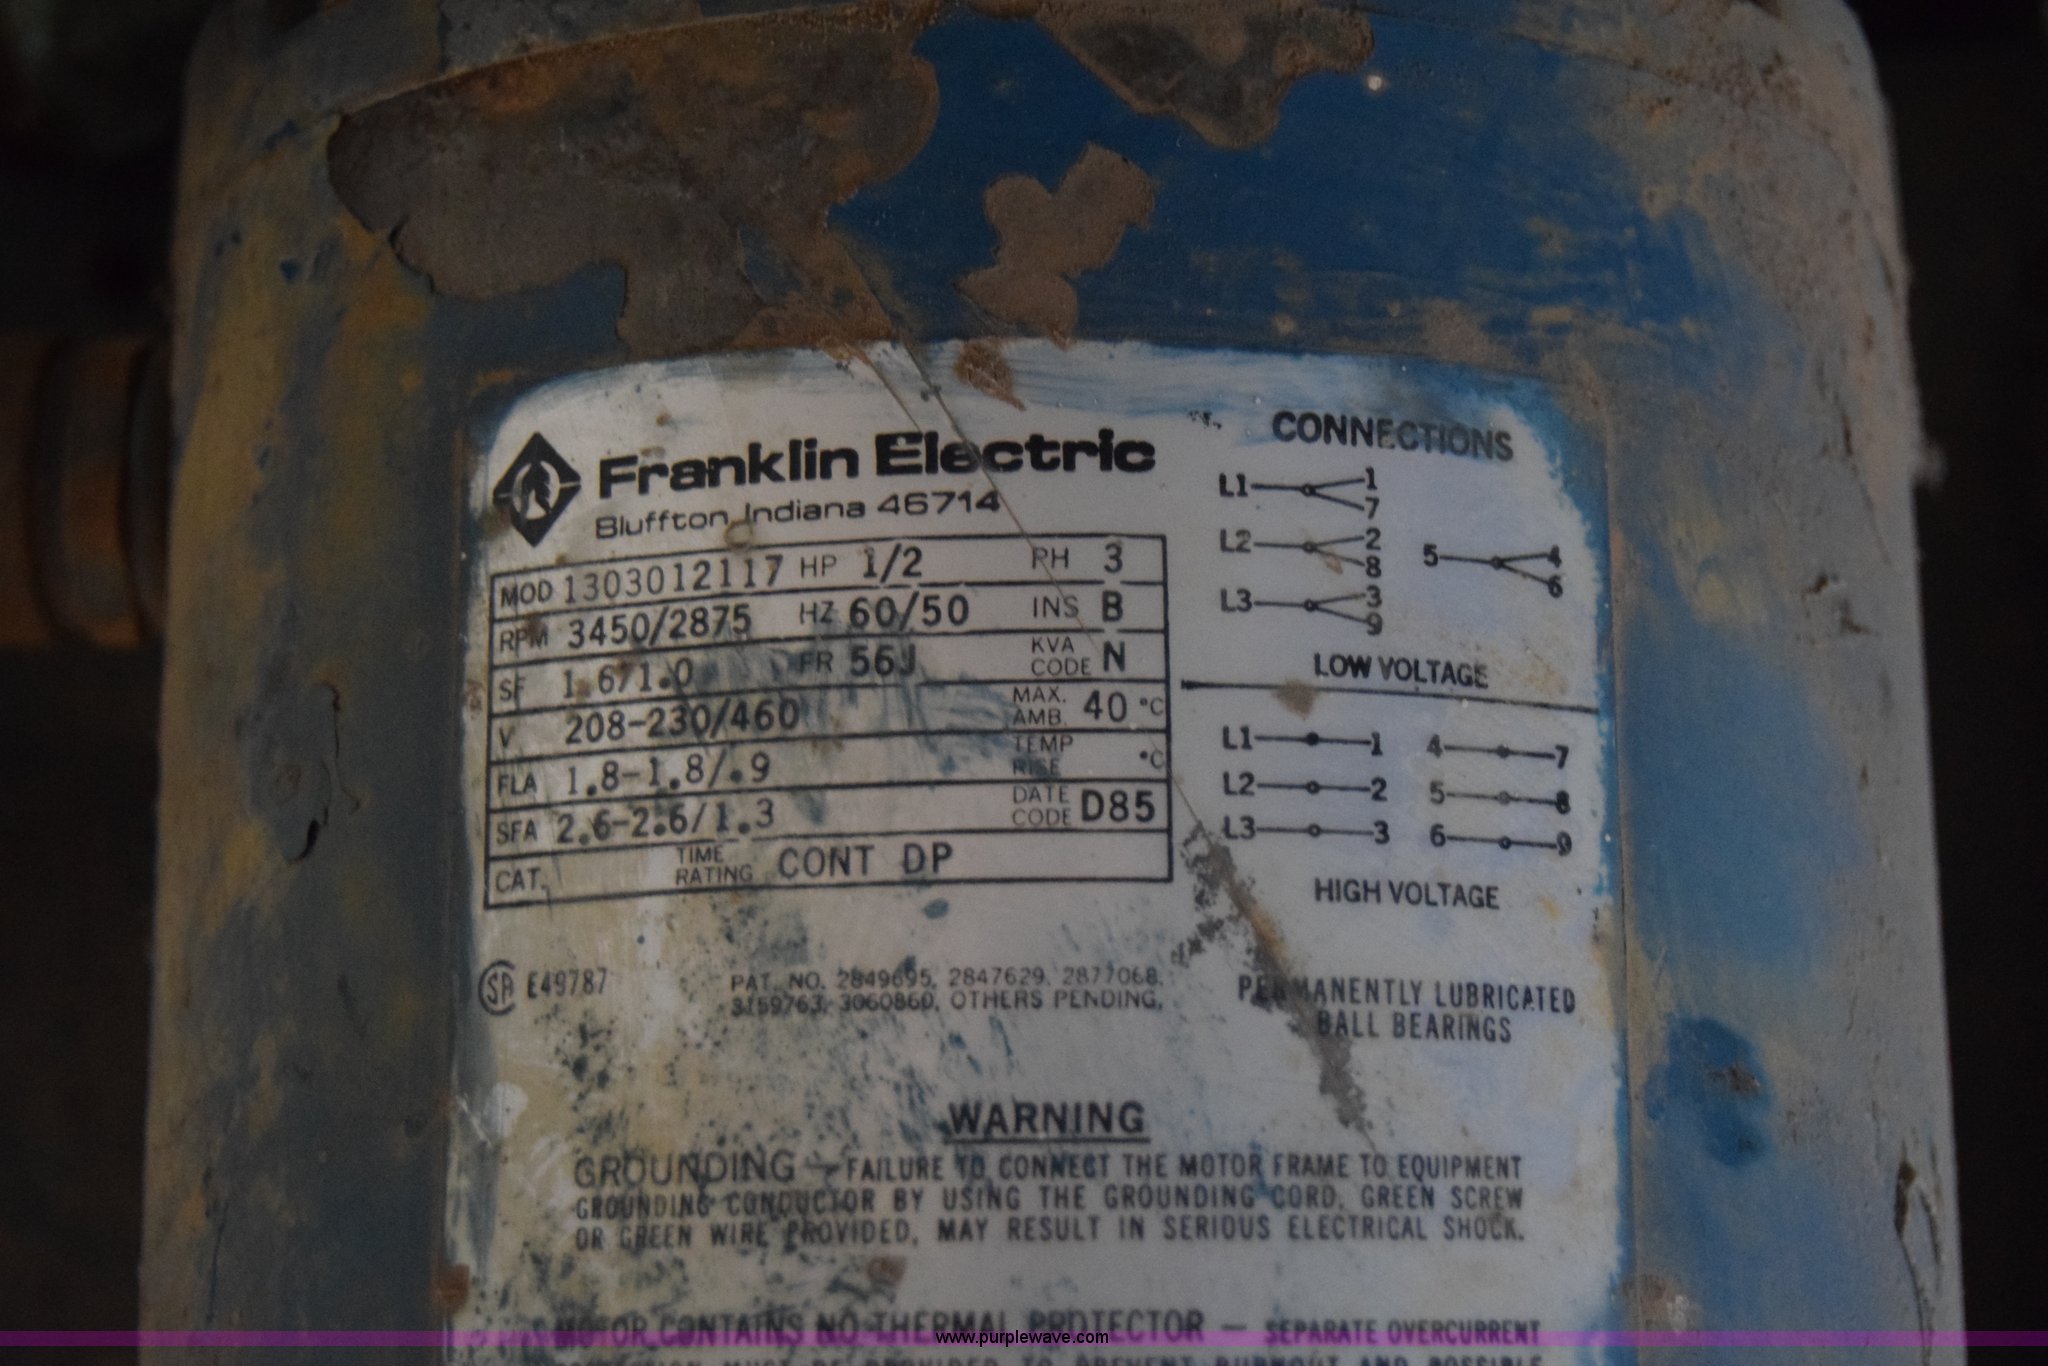 Franklin Electric
Bluffton, Indiana 46714
MOD 1303012117 HP 1/2 PH 3
RPM 3450/2875 HZ 60/50 INS B
SF 1.6/1.0 FR 56J KVA CODE N
V 208-230/460 MAX. AMB. 40 °C
FLA 1.8-1.8/.9 TEMP RISE °C
SFA 2.6-2.6/1.3 DATE CODE D85
CAT. TIME RATING CONT DP
CONNECTIONS
L1 1
7
L2 2
8
L3 3
9
5 4
6
LOW VOLTAGE
L1 1 4 7
L2 2 5 8
L3 3 6 9
HIGH VOLTAGE
SA E49787
PAT. NO. 2849695, 2847629, 2877068,
3159763, 3060860, OTHERS PENDING.
PERMANENTLY LUBRICATED
BALL BEARINGS
WARNING
GROUNDING — FAILURE TO CONNECT THE MOTOR FRAME TO EQUIPMENT
GROUNDING CONDUCTOR BY USING THE GROUNDING CORD, GREEN SCREW
OR GREEN WIRE PROVIDED, MAY RESULT IN SERIOUS ELECTRICAL SHOCK.
MOTOR CONTAINS NO THERMAL PROTECTOR — SEPARATE OVERCURRENT
www.purplewave.com